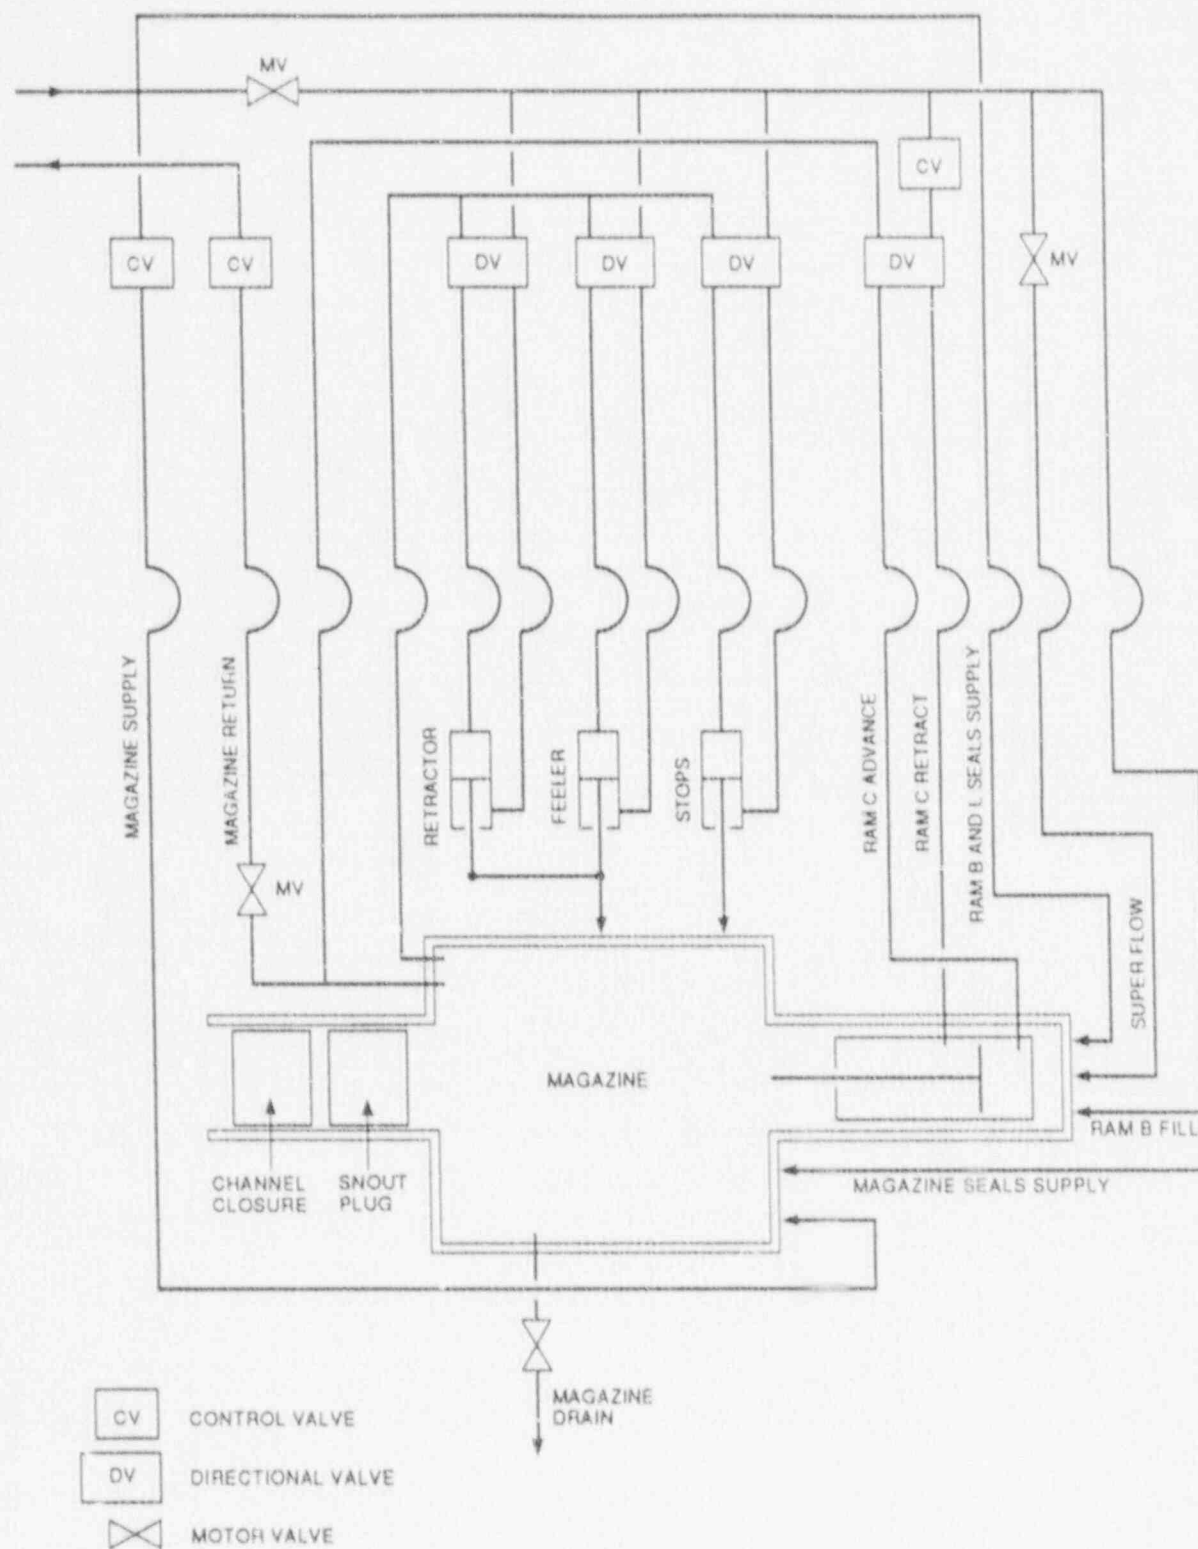 MV
CV
CV
CV
DV
DV
DV
DV
MV
MAGAZINE SUPPLY
MAGAZINE RETURN
RETRACTOR
FEELER
STOPS
RAM C ADVANCE
RAM C RETRACT
RAM B AND L SEALS SUPPLY
SUPER FLOW
MV
MAGAZINE
RAM B FILL
CHANNEL
CLOSURE
SNOUT
PLUG
MAGAZINE SEALS SUPPLY
MAGAZINE
DRAIN
CV CONTROL VALVE
DV DIRECTIONAL VALVE
MOTOR VALVE